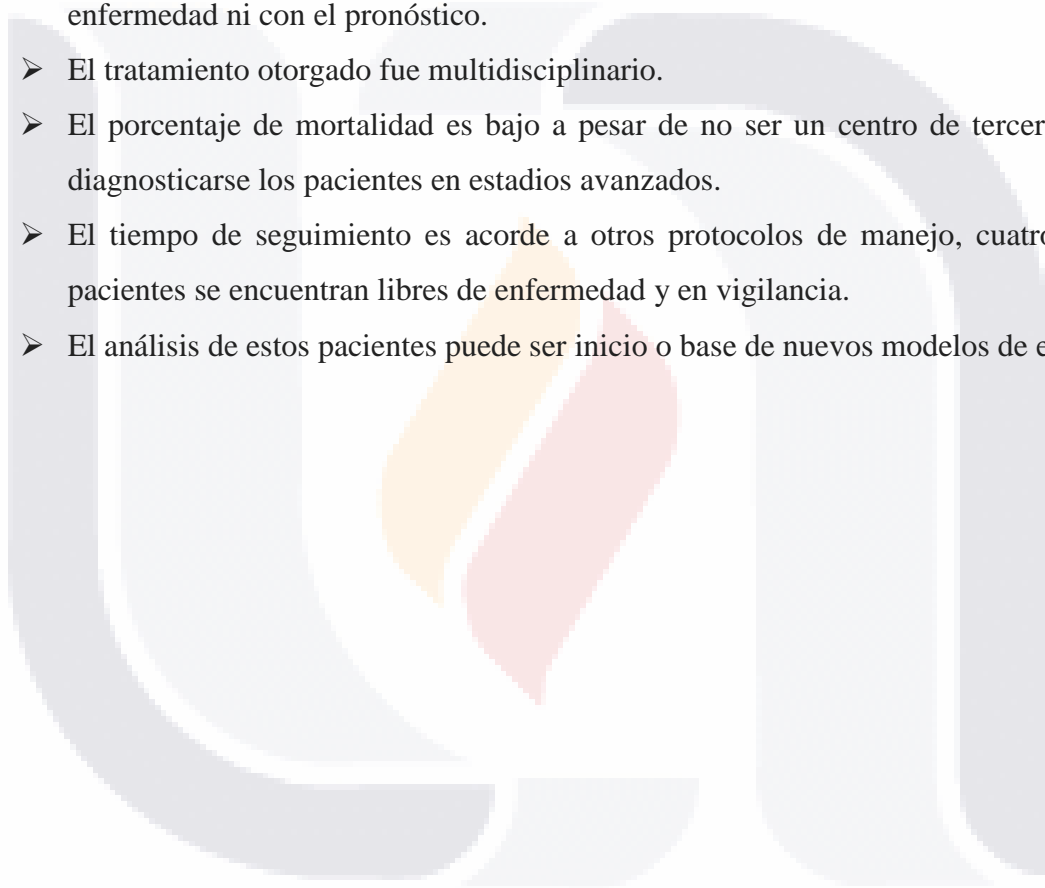 enfermedad ni con el pronóstico.
➢ El tratamiento otorgado fue multidisciplinario.
➢ El porcentaje de mortalidad es bajo a pesar de no ser un centro de tercer
diagnosticarse los pacientes en estadios avanzados.
➢ El tiempo de seguimiento es acorde a otros protocolos de manejo,
pacientes se encuentran libres de enfermedad y en vigilancia.
➢ El análisis de estos pacientes puede ser inicio o base de nuevos modelos de